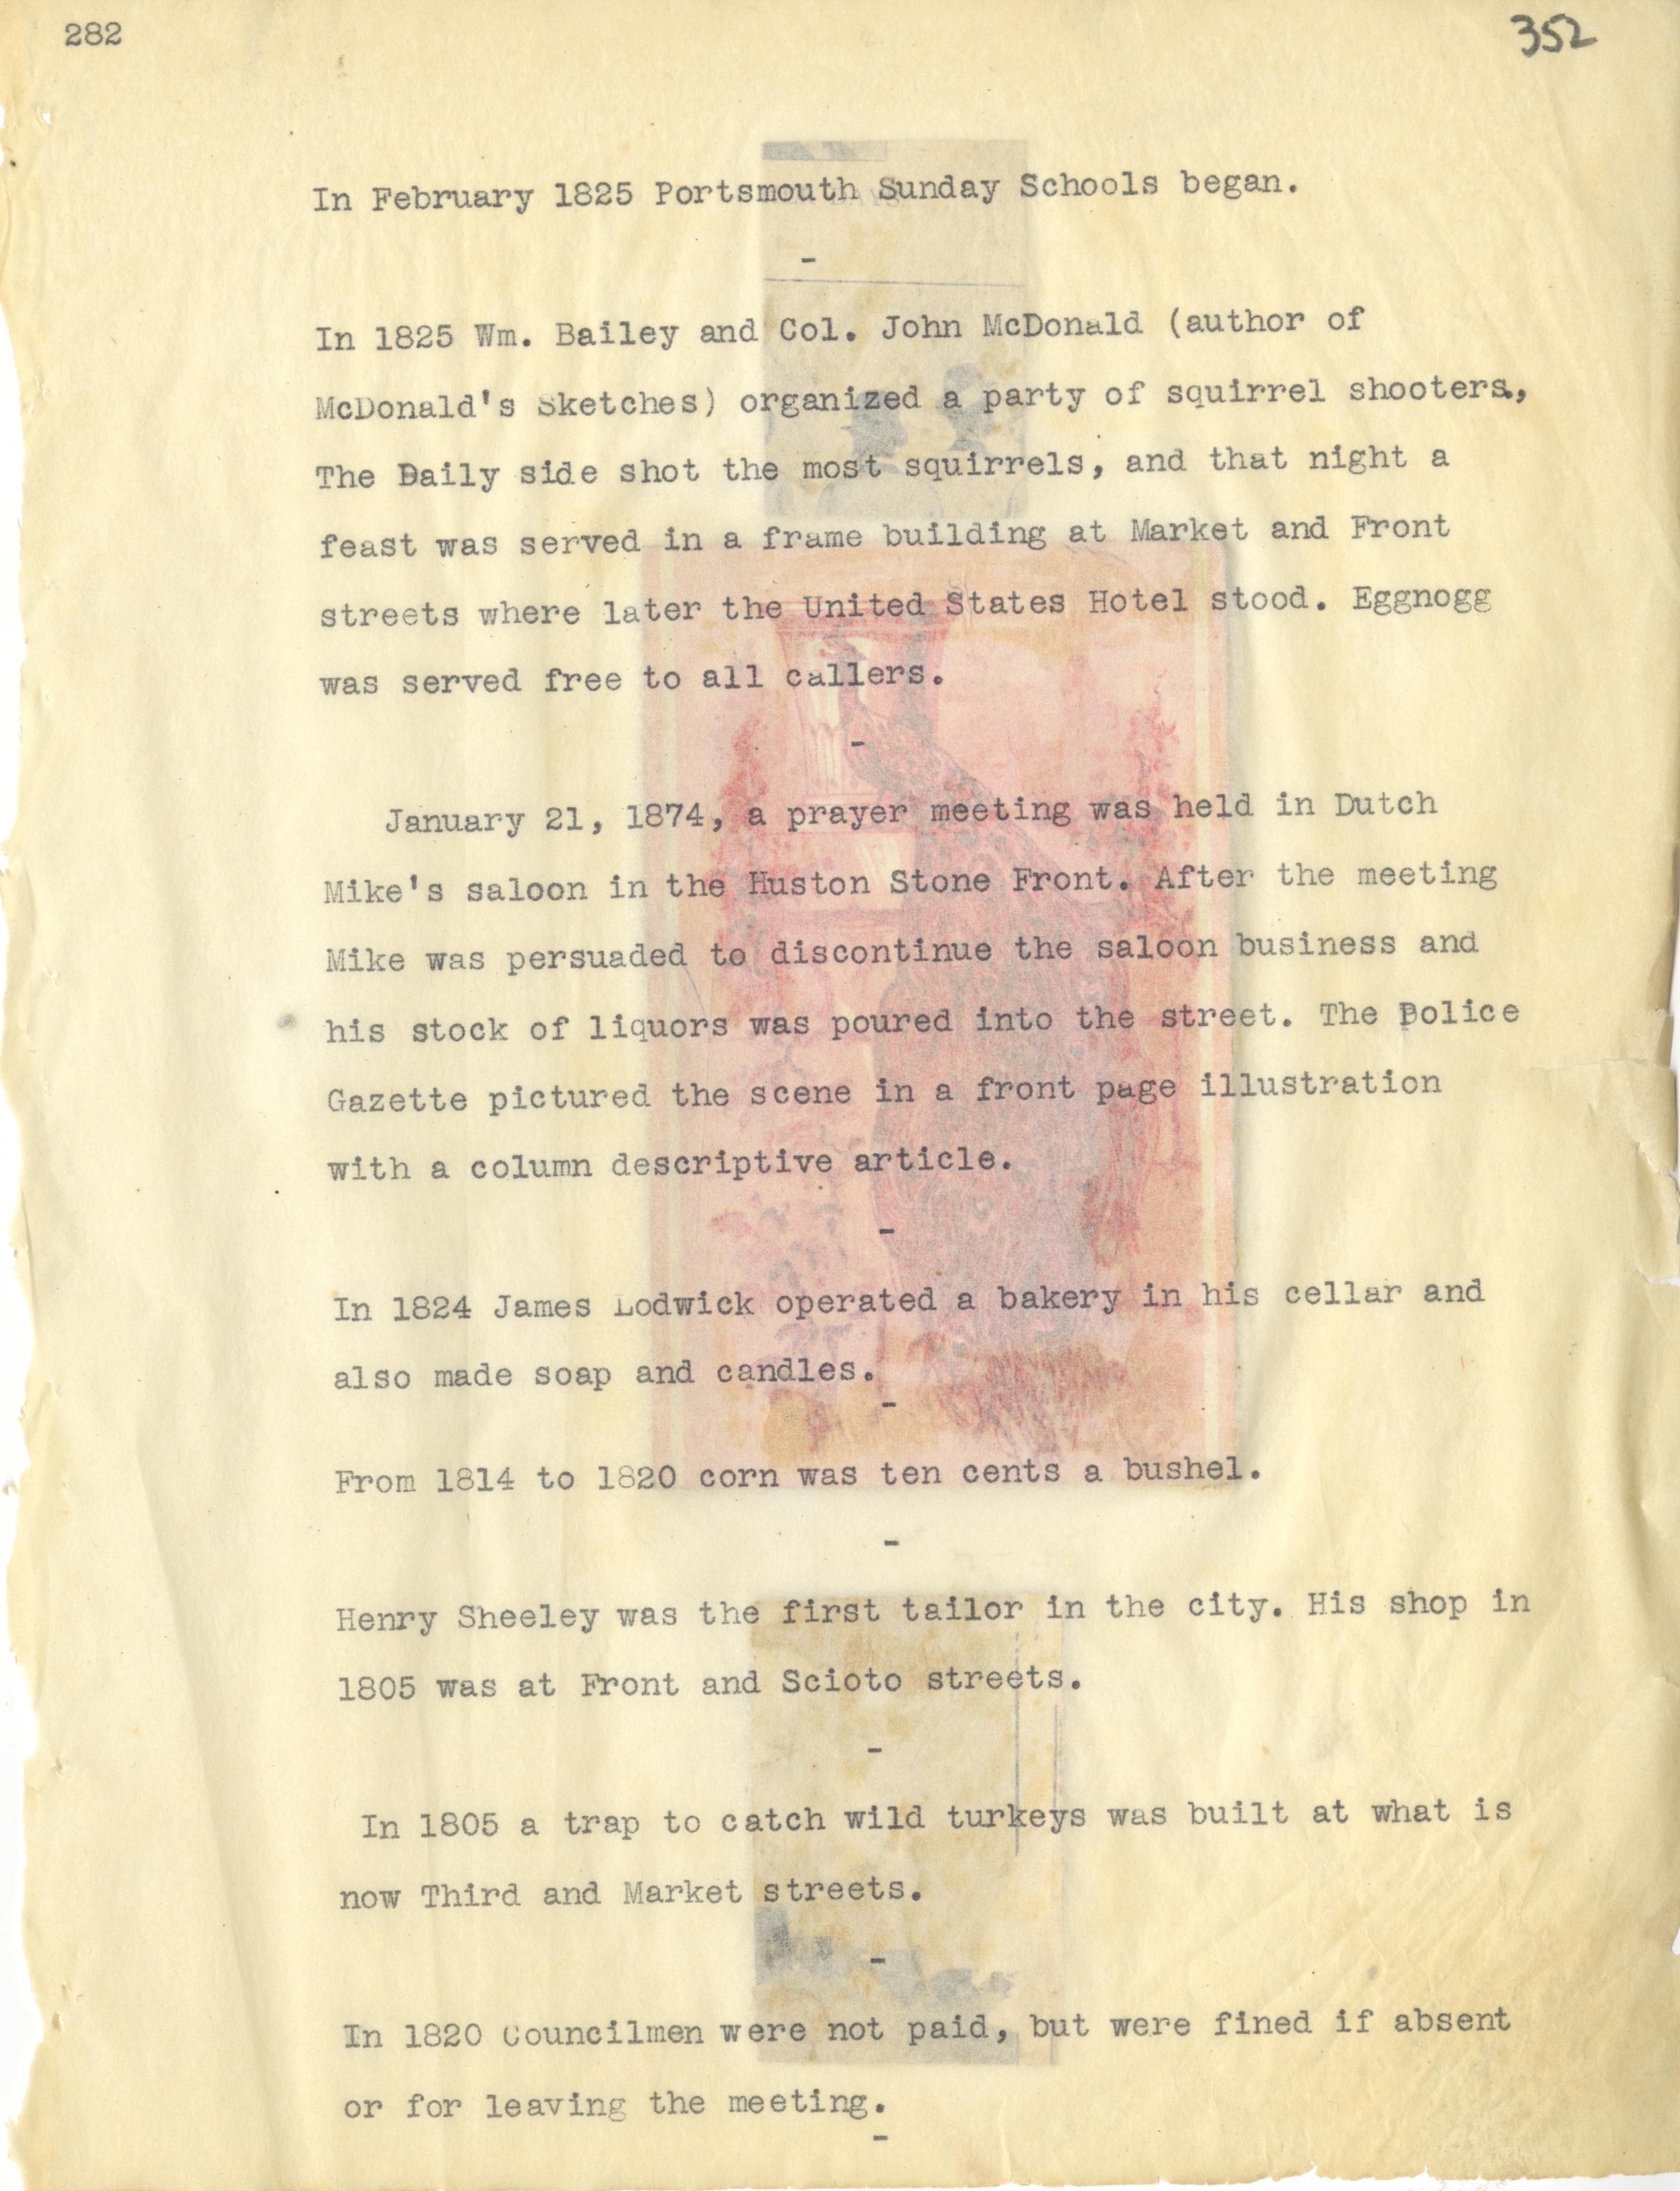 282
352
In February 1825 Portsmouth Sunday Schools began.
-
In 1825 Wm. Bailey and Col. John McDonald (author of
McDonald's Sketches) organized a party of squirrel shooters.,
The Daily side shot the most squirrels, and that night a
feast was served in a frame building at Market and Front
streets where later the United States Hotel stood. Eggnogg
was served free to all callers.
-
January 21, 1874, a prayer meeting was held in Dutch
Mike's saloon in the Huston Stone Front. After the meeting
Mike was persuaded to discontinue the saloon business and
his stock of liquors was poured into the street. The Police
Gazette pictured the scene in a front page illustration
with a column descriptive article.
-
In 1824 James Lodwick operated a bakery in his cellar and
also made soap and candles.
-
From 1814 to 1820 corn was ten cents a bushel.
-
Henry Sheeley was the first tailor in the city. His shop in
1805 was at Front and Scioto streets.
-
In 1805 a trap to catch wild turkeys was built at what is
now Third and Market streets.
-
In 1820 Councilmen were not paid, but were fined if absent
or for leaving the meeting.
-